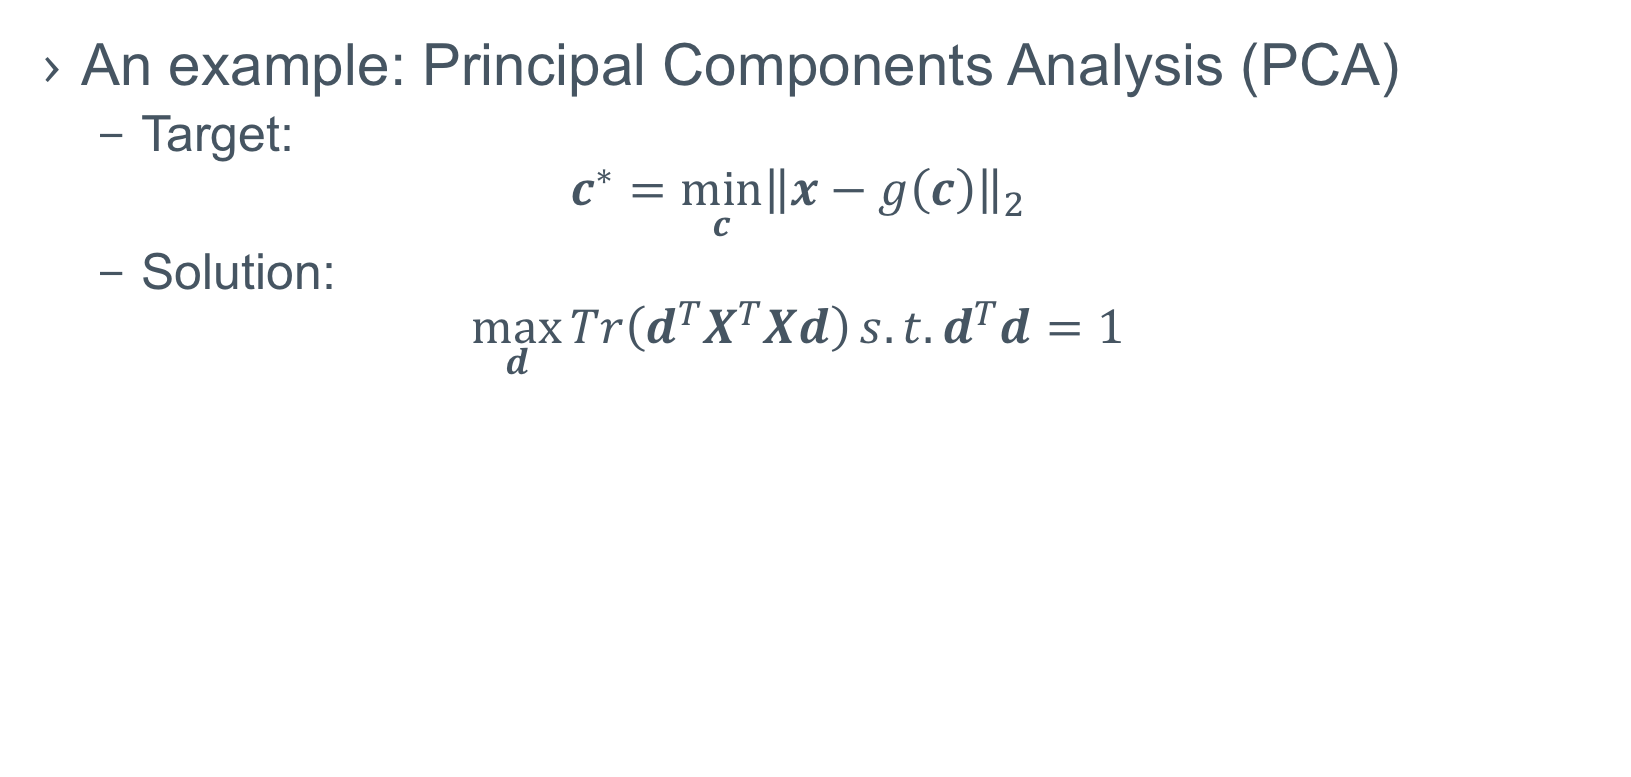 › An example: Principal Components Analysis (PCA)
– Target:
𝒄* = min‖𝒙 − 𝑔(𝒄)‖₂
𝒄
– Solution:
max 𝑇𝑟(𝒅ᵀ𝑿ᵀ𝑿𝒅) 𝑠.𝑡. 𝒅ᵀ𝒅 = 1
𝒅